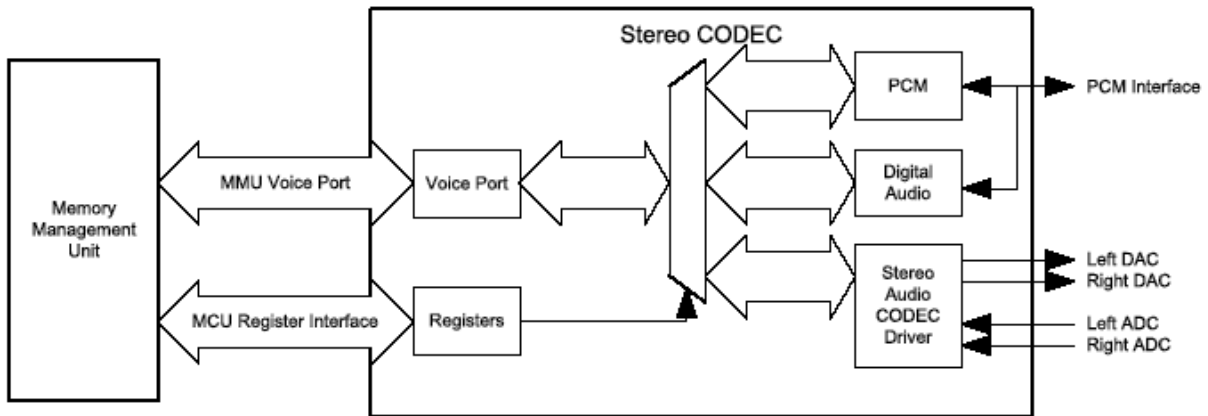 Stereo CODEC
PCM
PCM Interface
MMU Voice Port
Voice Port
Digital
Audio
Memory
Management
Unit
Stereo
Audio
CODEC
Driver
Left DAC
Right DAC
MCU Register Interface
Registers
Left ADC
Right ADC